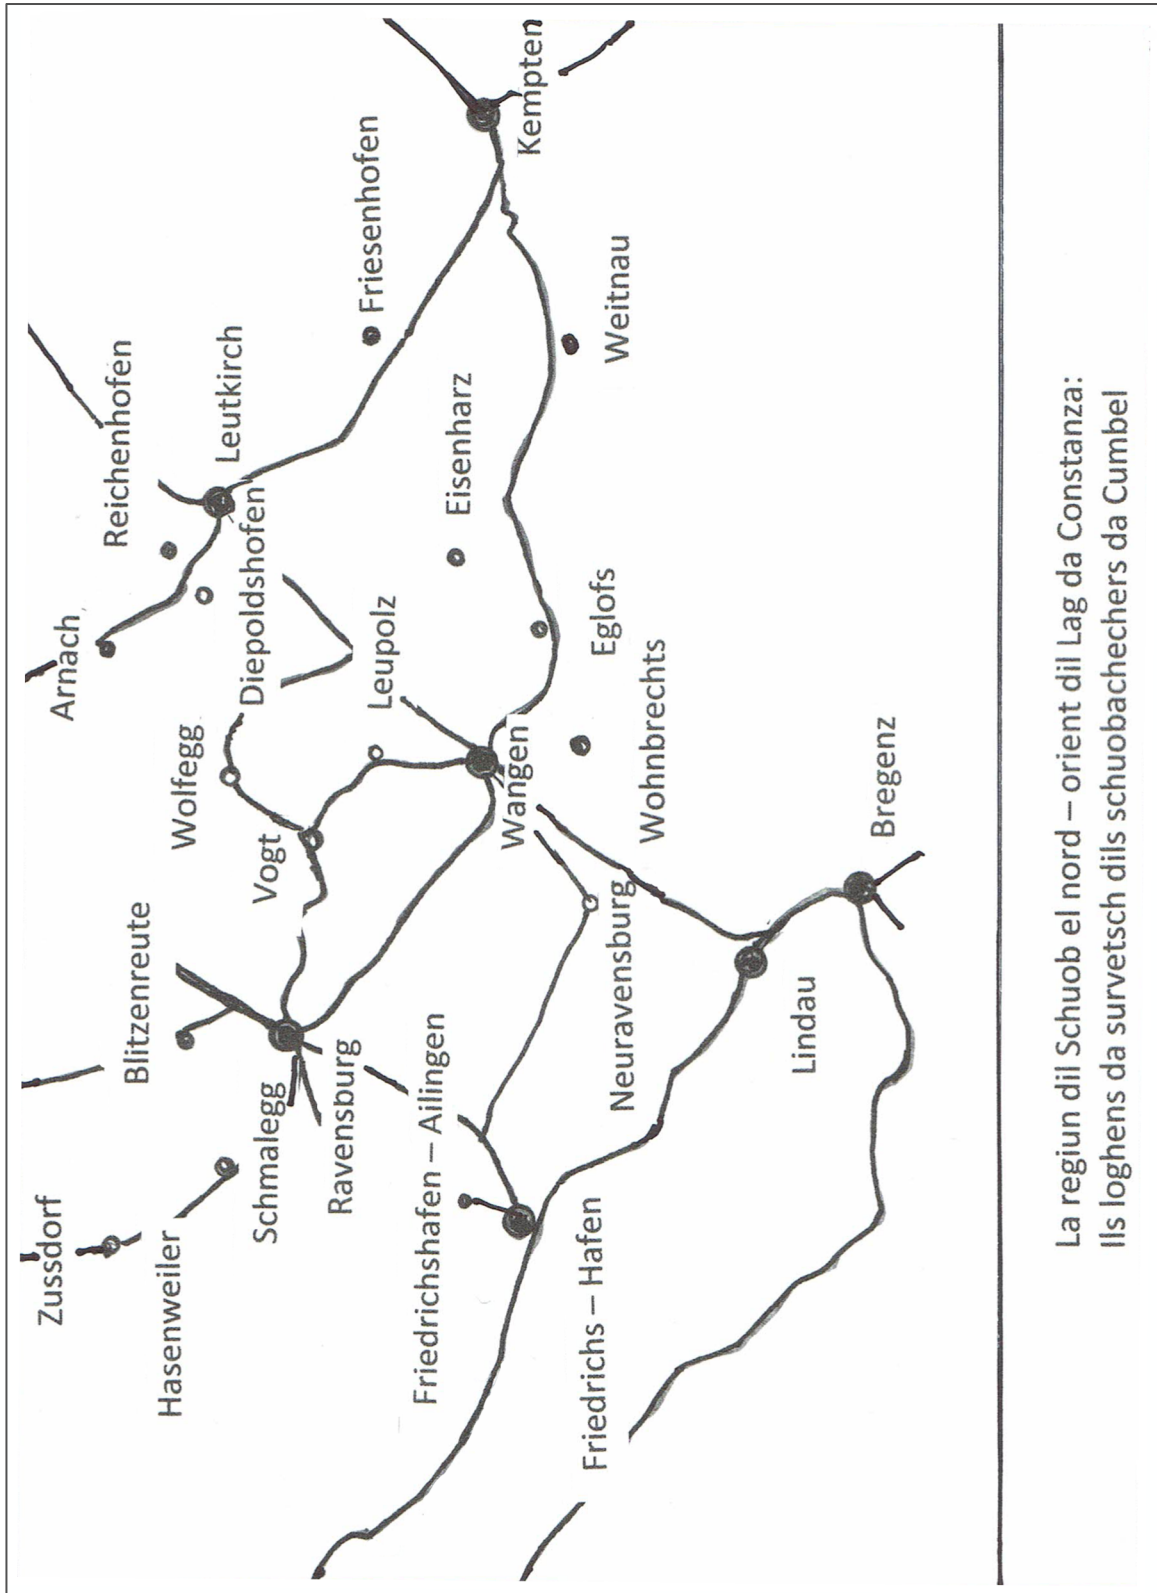 Zussdorf
Hasenweiler
Blitzenreute
Schmalegg
Ravensburg
Wolfegg
Vogt
Arnach
Reichenhofen
Diepoldshofen
Leutkirch
Leupolz
Friesenhofen
Eisenharz
Kempten
Weitnau
Eglofs
Wangen
Wohnbrechts
Neuravensburg
Friedrichshafen – Ailingen
Friedrichs – Hafen
Lindau
Bregenz
La regiun dil Schuob el nord – orient dil Lag da Constanza:
Ils loghens da survetsch dils schuobachechers da Cumbel